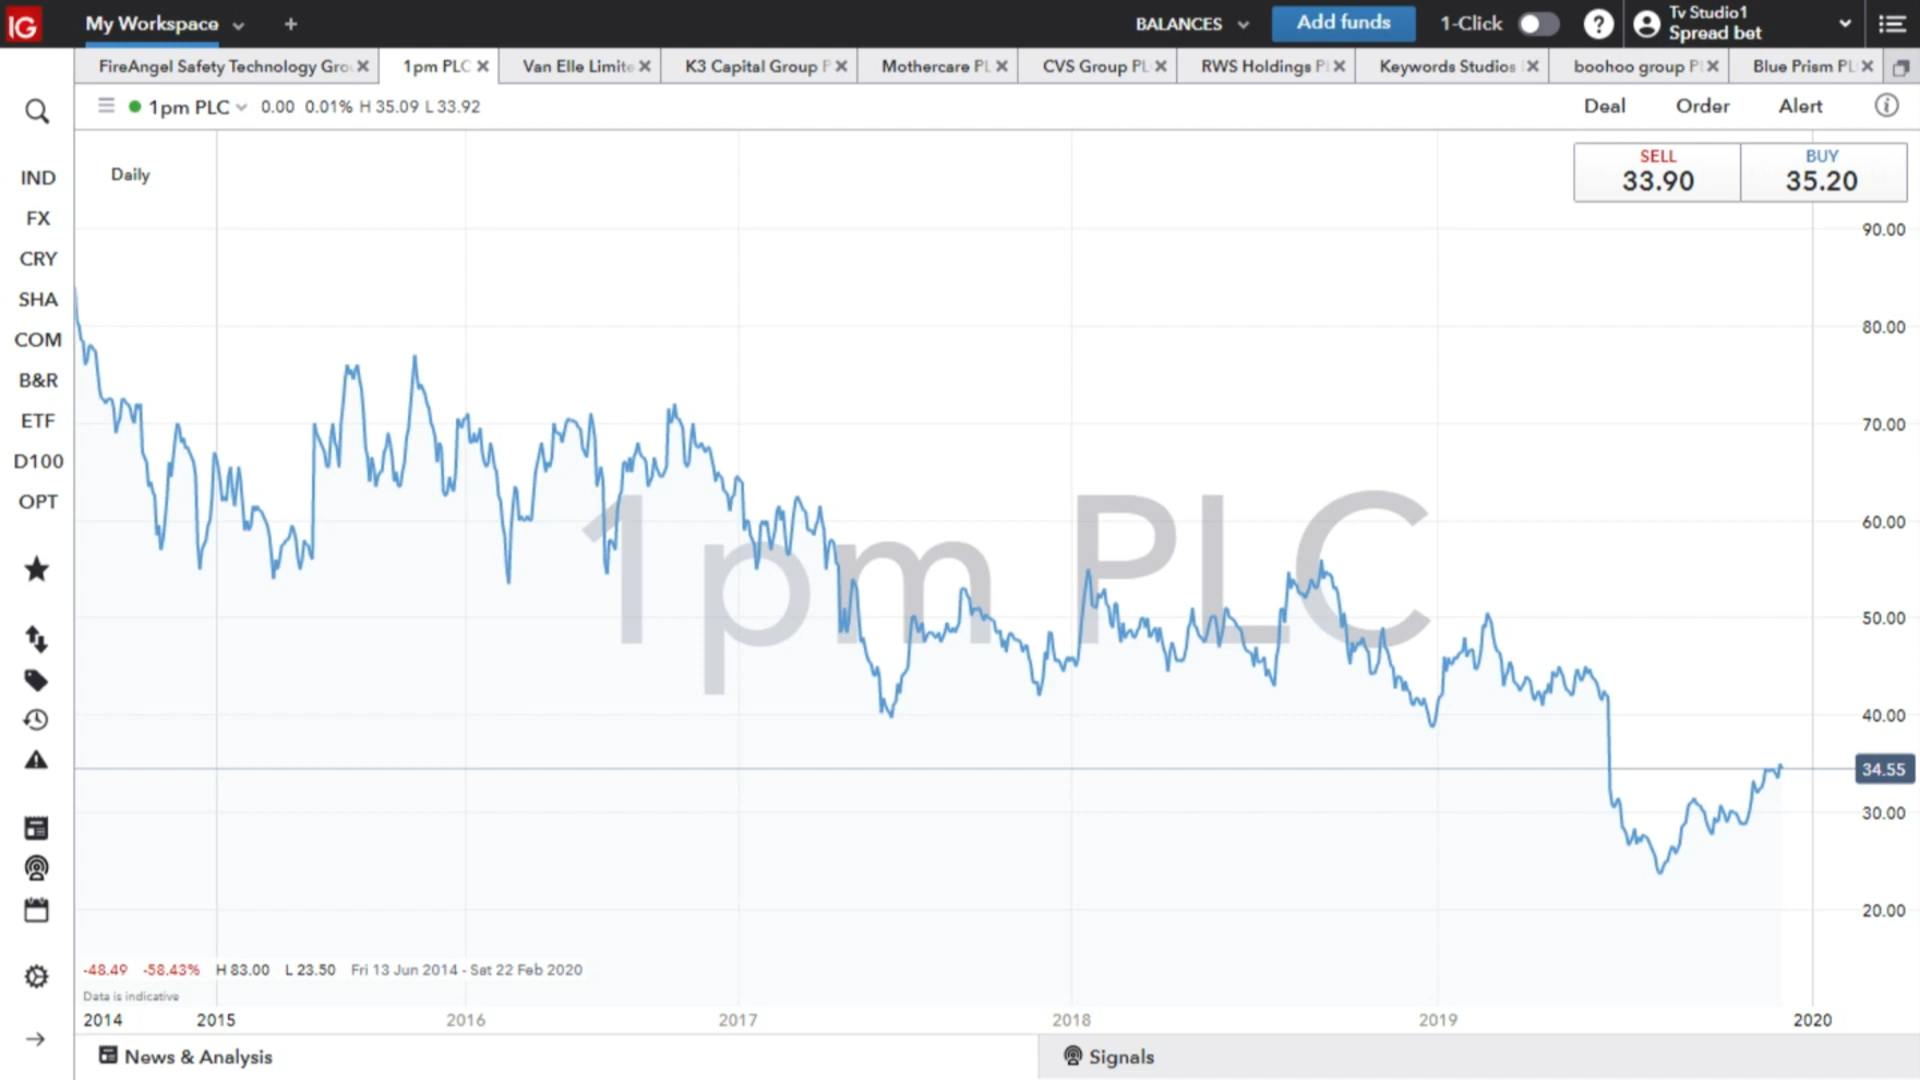 IG My Workspace + BALANCES Add funds 1-Click ? Tv Studio1
Spread bet
FireAngel Safety Technology Gro 1pm PLC Van Elle Limite K3 Capital Group P Mothercare PL CVS Group PL RWS Holdings Pl Keywords Studios boohoo group Pl Blue Prism PL
1pm PLC 0.00 0.01% H 35.09 L 33.92 Deal Order Alert
Daily
SELL BUY
33.90 35.20
IND
FX
CRY
SHA
COM
B&R
ETF
D100
OPT
90.00
80.00
70.00
60.00
50.00
40.00
34.55
30.00
20.00
1pm PLC
-48.49 -58.43% H 83.00 L 23.50 Fri 13 Jun 2014 - Sat 22 Feb 2020
Data is indicative
2014 2015 2016 2017 2018 2019 2020
News & Analysis Signals